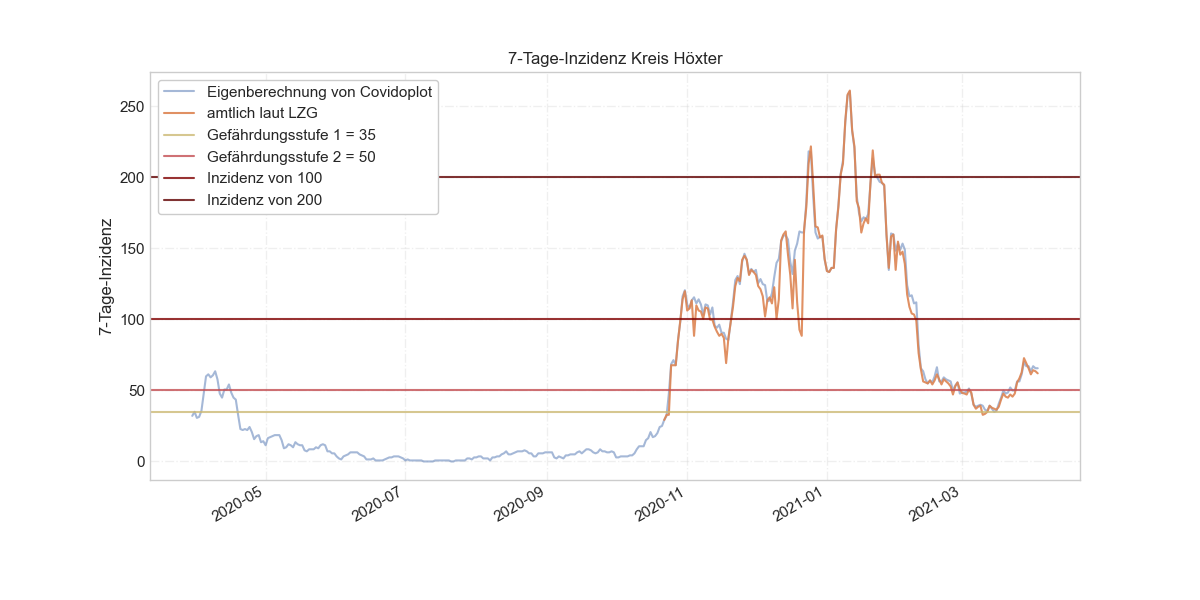 7-Tage-Inzidenz Kreis Höxter
Eigenberechnung von Covidoplot
amtlich laut LZG
Gefährdungsstufe 1 = 35
Gefährdungsstufe 2 = 50
Inzidenz von 100
Inzidenz von 200
7-Tage-Inzidenz
250
200
150
100
50
0
2020-05
2020-07
2020-09
2020-11
2021-01
2021-03